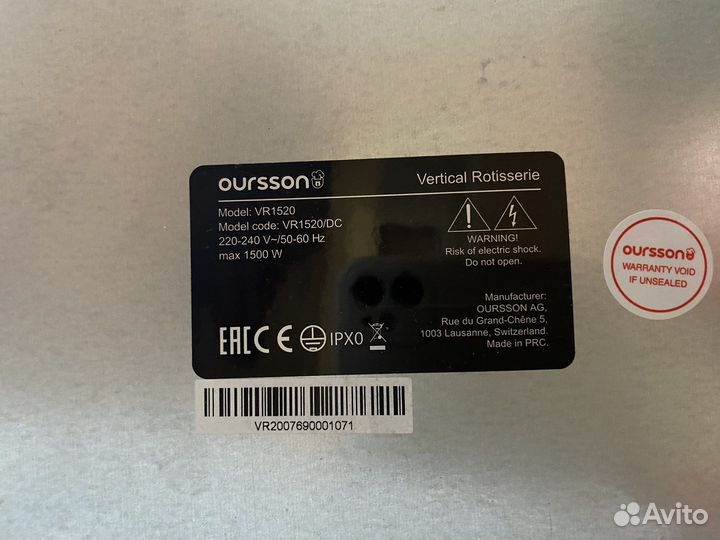 oursson
Vertical Rotisserie
Model: VR1520
Model code: VR1520/DC
220-240 V~/50-60 Hz
max 1500 W
WARNING!
Risk of electric shock.
Do not open.
Manufacturer:
OURSSON AG,
Rue du Grand-Chêne 5,
1003 Lausanne, Switzerland.
Made in PRC.
EAC CE IPX0
VR2007690001071
oursson
WARRANTY VOID
IF UNSEALED
Avito